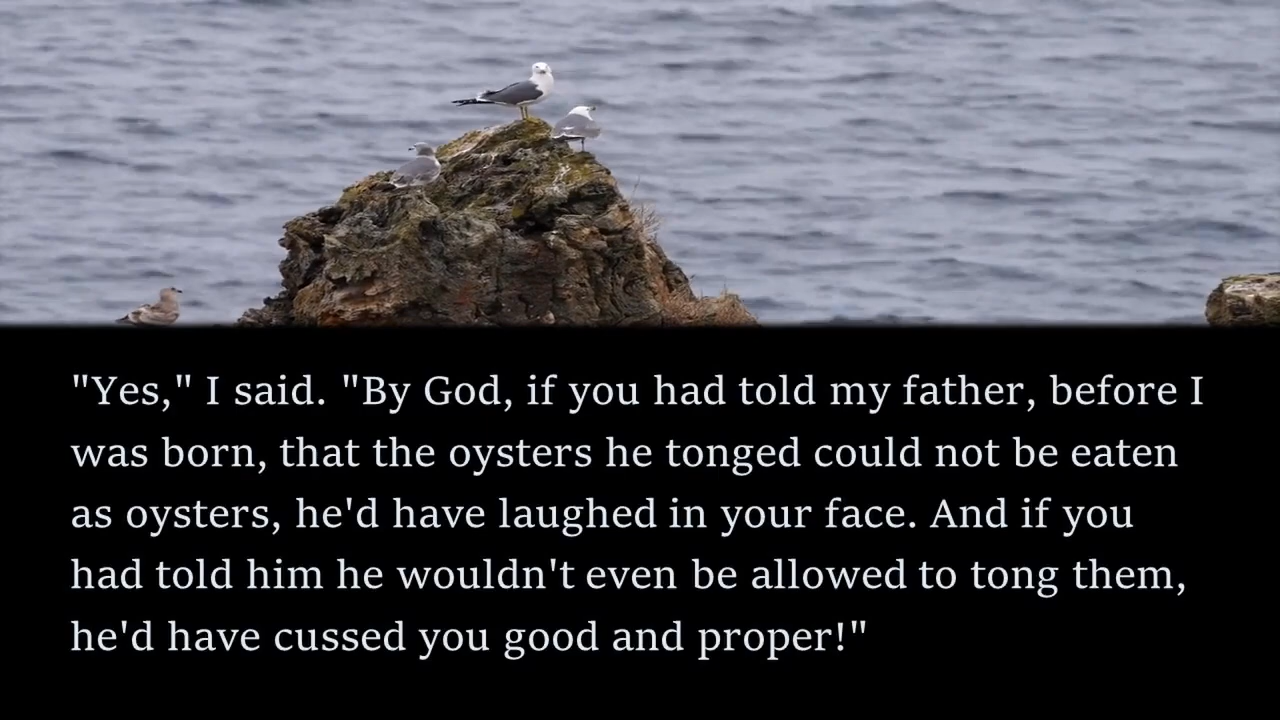 "Yes," I said. "By God, if you had told my father, before I
was born, that the oysters he tonged could not be eaten
as oysters, he'd have laughed in your face. And if you
had told him he wouldn't even be allowed to tong them,
he'd have cussed you good and proper!"